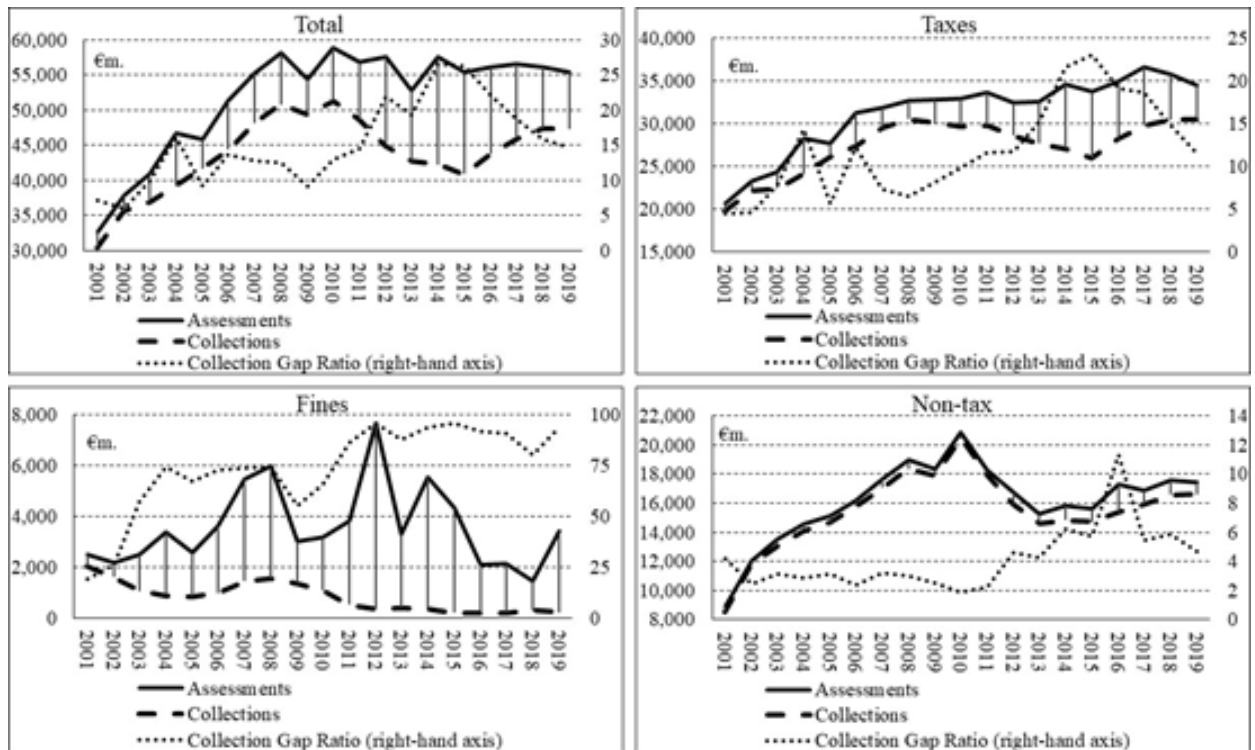 Total
60,000
55,000
50,000
45,000
40,000
35,000
30,000
€m.
30
25
20
15
10
5
0
2001 2002 2003 2004 2005 2006 2007 2008 2009 2010 2011 2012 2013 2014 2015 2016 2017 2018 2019
Assessments
Collections
Collection Gap Ratio (right-hand axis)
Taxes
40,000
35,000
30,000
25,000
20,000
15,000
€m.
25
20
15
10
5
0
2001 2002 2003 2004 2005 2006 2007 2008 2009 2010 2011 2012 2013 2014 2015 2016 2017 2018 2019
Assessments
Collections
Collection Gap Ratio (right-hand axis)
Fines
8,000
6,000
4,000
2,000
0
€m.
100
75
50
25
0
2001 2002 2003 2004 2005 2006 2007 2008 2009 2010 2011 2012 2013 2014 2015 2016 2017 2018 2019
Assessments
Collections
Collection Gap Ratio (right-hand axis)
Non-tax
22,000
20,000
18,000
16,000
14,000
12,000
10,000
8,000
€m.
14
12
10
8
6
4
2
0
2001 2002 2003 2004 2005 2006 2007 2008 2009 2010 2011 2012 2013 2014 2015 2016 2017 2018 2019
Assessments
Collections
Collection Gap Ratio (right-hand axis)